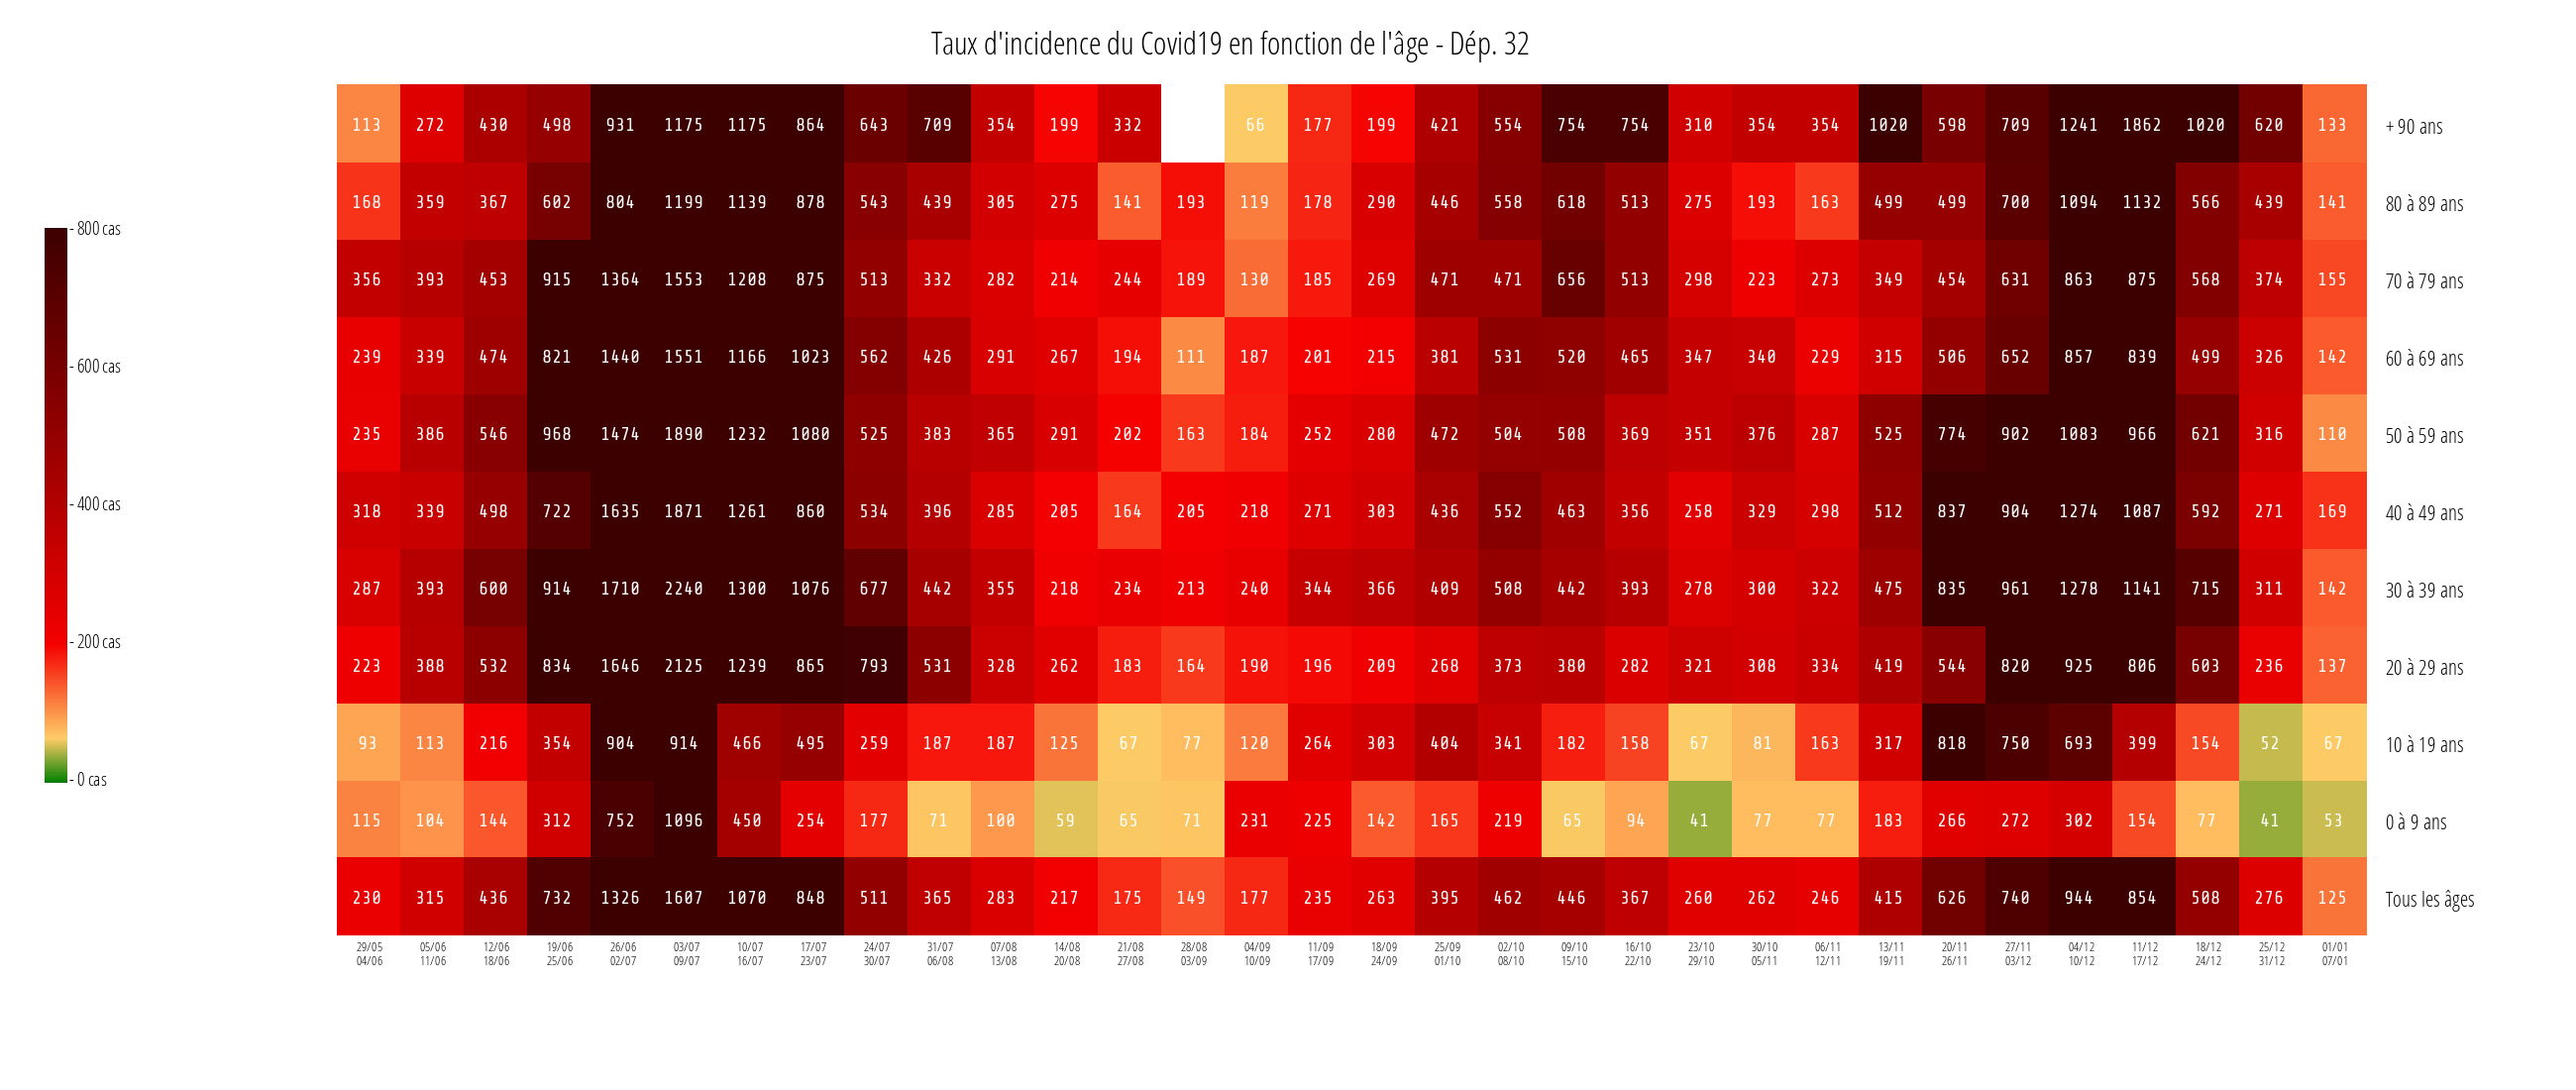 Taux d'incidence du Covid19 en fonction de l'âge - Dép. 32
113 272 430 498 931 1175 1175 864 643 709 354 199 332 66 177 199 421 554 754 754 310 354 354 1020 598 709 1241 1862 1020 620 133 + 90 ans
168 359 367 602 804 1199 1139 878 543 439 305 275 141 193 119 178 290 446 558 618 513 275 193 163 499 499 700 1094 1132 566 439 141 80 à 89 ans
- 800 cas
356 393 453 915 1364 1553 1208 875 513 332 282 214 244 189 130 185 269 471 471 656 513 298 223 273 349 454 631 863 875 568 374 155 70 à 79 ans
239 339 474 821 1440 1551 1166 1023 562 426 291 267 194 111 187 201 215 381 531 520 465 347 340 229 315 506 652 857 839 499 326 142 60 à 69 ans
- 600 cas
235 386 546 968 1474 1890 1232 1080 525 383 365 291 202 163 184 252 280 472 504 508 369 351 376 287 525 774 902 1083 966 621 316 110 50 à 59 ans
- 400 cas
318 339 498 722 1635 1871 1261 860 534 396 285 205 164 205 218 271 303 436 552 463 356 258 329 298 512 837 904 1274 1087 592 271 169 40 à 49 ans
287 393 600 914 1710 2240 1300 1076 677 442 355 218 234 213 240 344 366 409 508 442 393 278 300 322 475 835 961 1278 1141 715 311 142 30 à 39 ans
- 200 cas
223 388 532 834 1646 2125 1239 865 793 531 328 262 183 164 190 196 209 268 373 380 282 321 308 334 419 544 820 925 806 603 236 137 20 à 29 ans
93 113 216 354 904 914 466 495 259 187 187 125 67 77 120 264 303 404 341 182 158 67 81 163 317 818 750 693 399 154 52 67 10 à 19 ans
- 0 cas
115 104 144 312 752 1096 450 254 177 71 100 59 65 71 231 225 142 165 219 65 94 41 77 77 183 266 272 302 154 77 41 53 0 à 9 ans
230 315 436 732 1326 1607 1070 848 511 365 283 217 175 149 177 235 263 395 462 446 367 260 262 246 415 626 740 944 854 508 276 125 Tous les âges
29/05 05/06 12/06 19/06 26/06 03/07 10/07 17/07 24/07 31/07 07/08 14/08 21/08 28/08 04/09 11/09 18/09 25/09 02/10 09/10 16/10 23/10 30/10 06/11 13/11 20/11 27/11 04/12 11/12 18/12 25/12 01/01
04/06 11/06 18/06 25/06 02/07 09/07 16/07 23/07 30/07 06/08 13/08 20/08 27/08 03/09 10/09 17/09 24/09 01/10 08/10 15/10 22/10 29/10 05/11 12/11 19/11 26/11 03/12 10/12 17/12 24/12 31/12 07/01